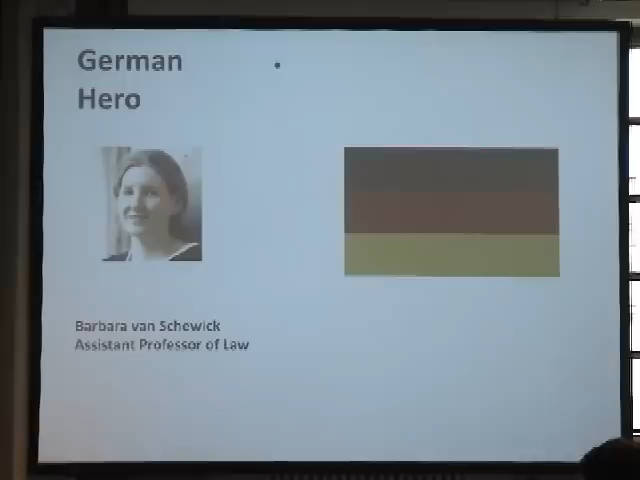 German
Hero
Barbara van Schewick
Assistant Professor of Law